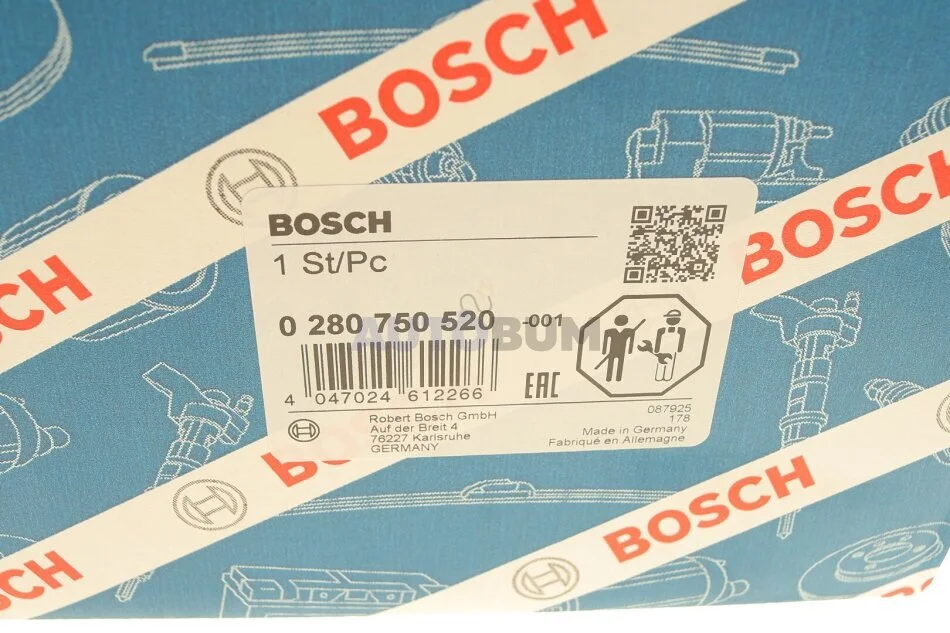 BOSCH
BOSCH
BOSCH
1 St/Pc
0 280 750 520 -001
AUTOBUM
4 047024 612266
EAC
087925
178
Robert Bosch GmbH
Auf der Breit 4
76227 Karlsruhe
GERMANY
Made in Germany
Fabriqué en Allemagne
BOSCH
BOSCH